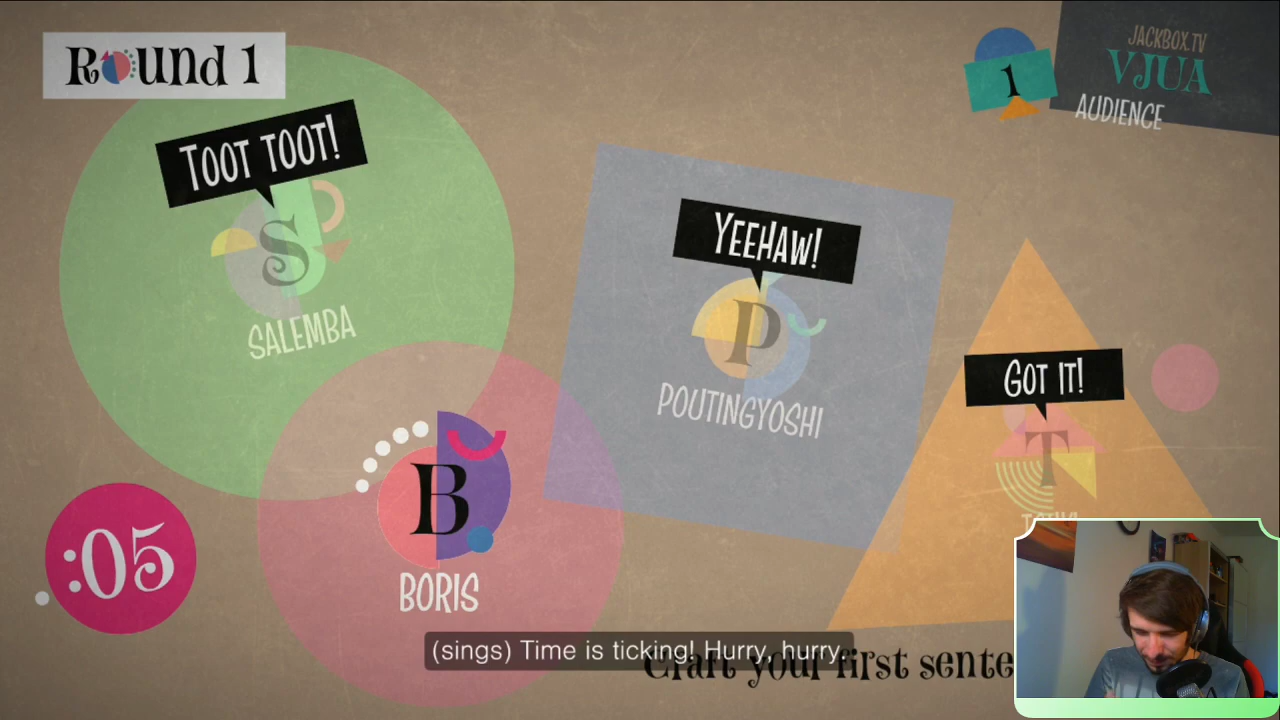 Round 1
JACKBOX.TV
VJUA
AUDIENCE
1
TOOT TOOT!
S
SALEMBA
YEEHAW!
P
POUTINGYOSHI
GOT IT!
T
B
BORIS
:05
(sings) Time is ticking! Hurry, hurry,
Craft your first sente